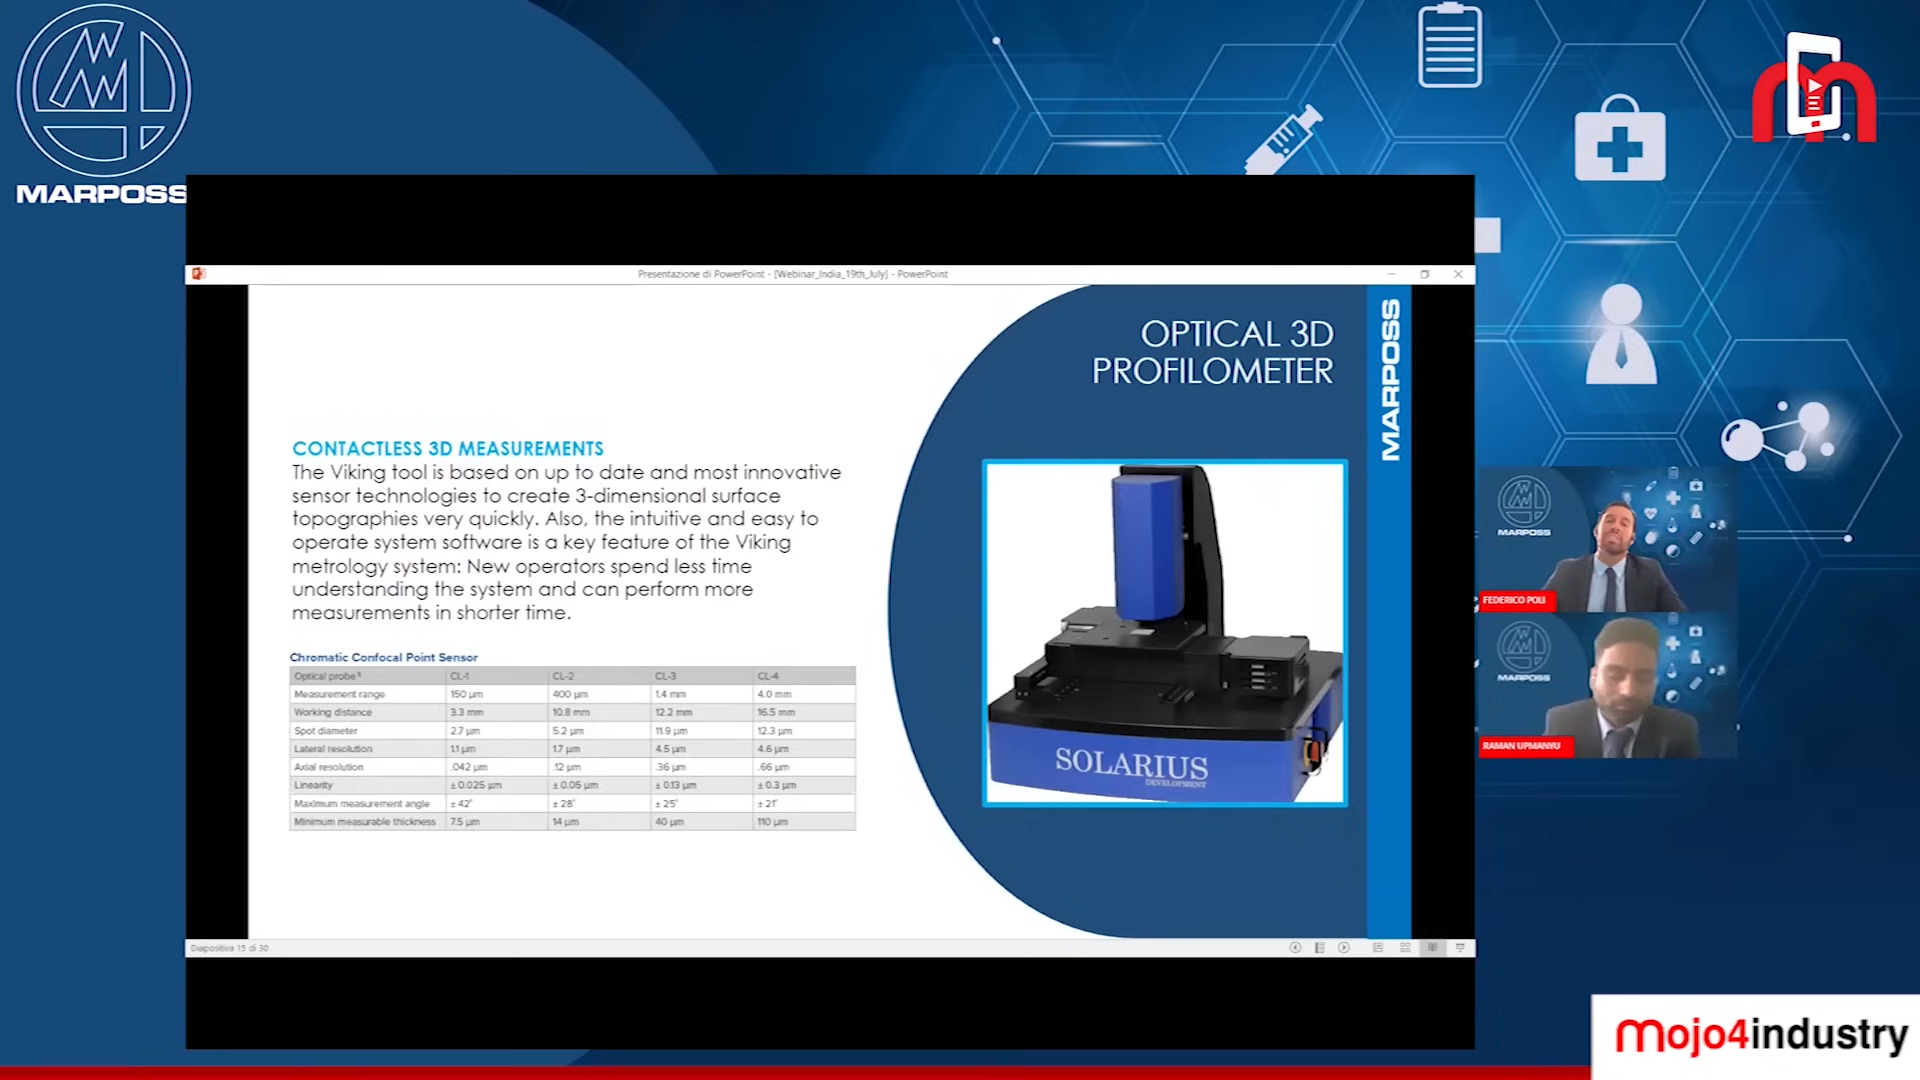 MARPOSS
Presentazione di PowerPoint - [Webinar_India_19th_July] - PowerPoint
OPTICAL 3D
PROFILOMETER
MARPOSS
CONTACTLESS 3D MEASUREMENTS
The Viking tool is based on up to date and most innovative
sensor technologies to create 3-dimensional surface
topographies very quickly. Also, the intuitive and easy to
operate system software is a key feature of the Viking
metrology system: New operators spend less time
understanding the system and can perform more
measurements in shorter time.
Chromatic Confocal Point Sensor
Optical probe CL-1 CL-2 CL-3 CL-4
Measurement range 150 µm 400 µm 1.4 mm 4.0 mm
Working distance 3.3 mm 10.8 mm 12.2 mm 16.5 mm
Spot diameter 2.7 µm 5.2 µm 11.9 µm 12.3 µm
Lateral resolution 1.1 µm 1.7 µm 4.5 µm 4.6 µm
Axial resolution .042 µm .12 µm .36 µm .66 µm
Linearity ± 0.025 µm ± 0.05 µm ± 0.13 µm ± 0.3 µm
Maximum measurement angle ± 42° ± 28° ± 25° ± 21°
Minimum measurable thickness 7.5 µm 14 µm 40 µm 110 µm
SOLARIUS
DEVELOPMENT
Diapositiva 15 di 30
MARPOSS
FEDERICO POLI
MARPOSS
RAMAN UPMANYU
mojo4industry